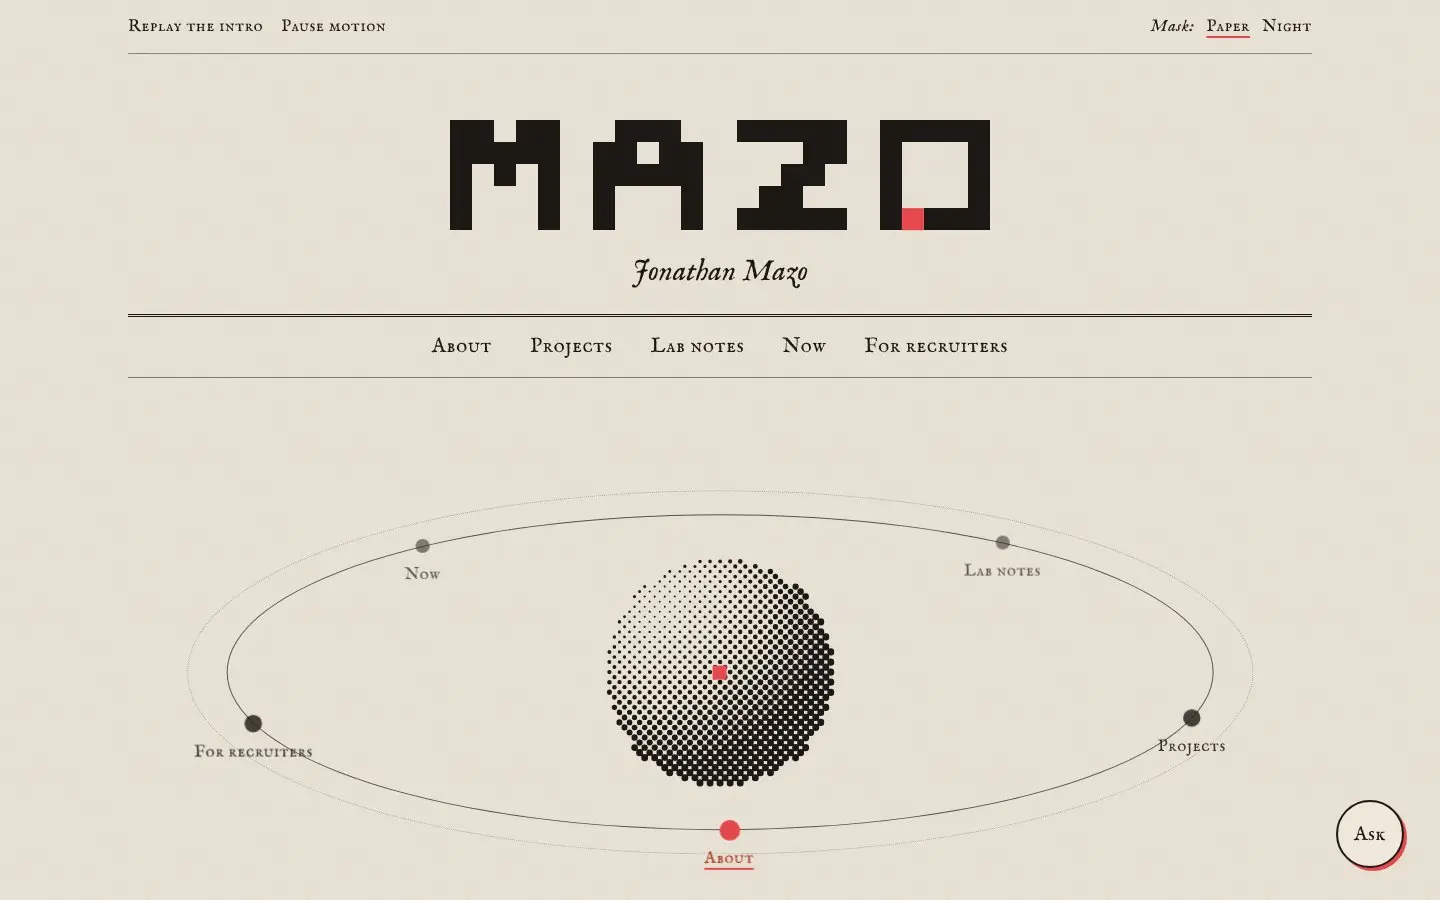 Replay the intro Pause motion
Mask: Paper Night
MAZO
Jonathan Mazo
About Projects Lab notes Now For recruiters
Now
Lab notes
For recruiters
Projects
About
Ask